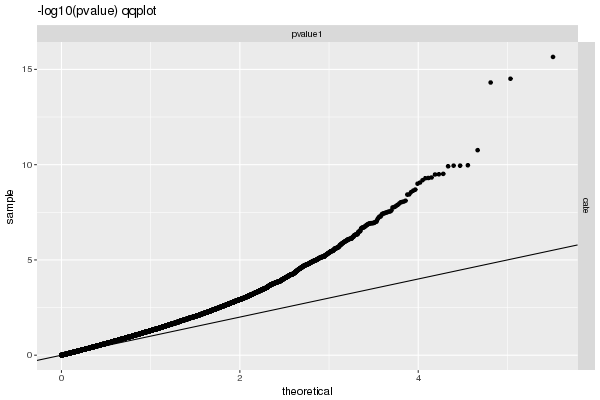 -log10(pvalue) qqplot
pvalue1
15
10
5
0
sample
cale
0
2
4
theoretical